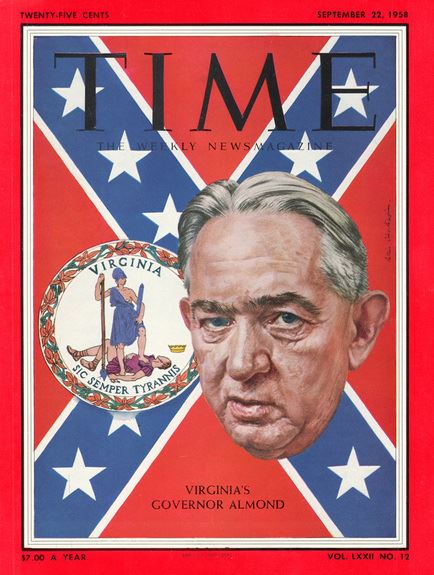 TWENTY-FIVE CENTS
SEPTEMBER 22, 1958
TIME
THE WEEKLY NEWSMAGAZINE
VIRGINIA
SIC SEMPER TYRANNIS
VIRGINIA'S
GOVERNOR ALMOND
$7.00 A YEAR
VOL. LXXII NO. 12